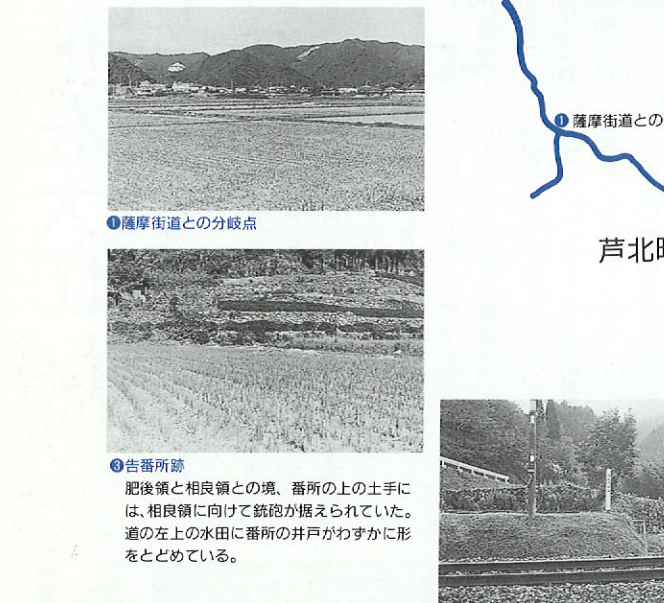 ❶薩摩街道との分岐点
❸告番所跡
肥後領と相良領との境、番所の上の土手に
は、相良領に向けて銃砲が据えられていた。
道の左上の水田に番所の井戸がわずかに形
をとどめている。
❶薩摩街道との
芦北